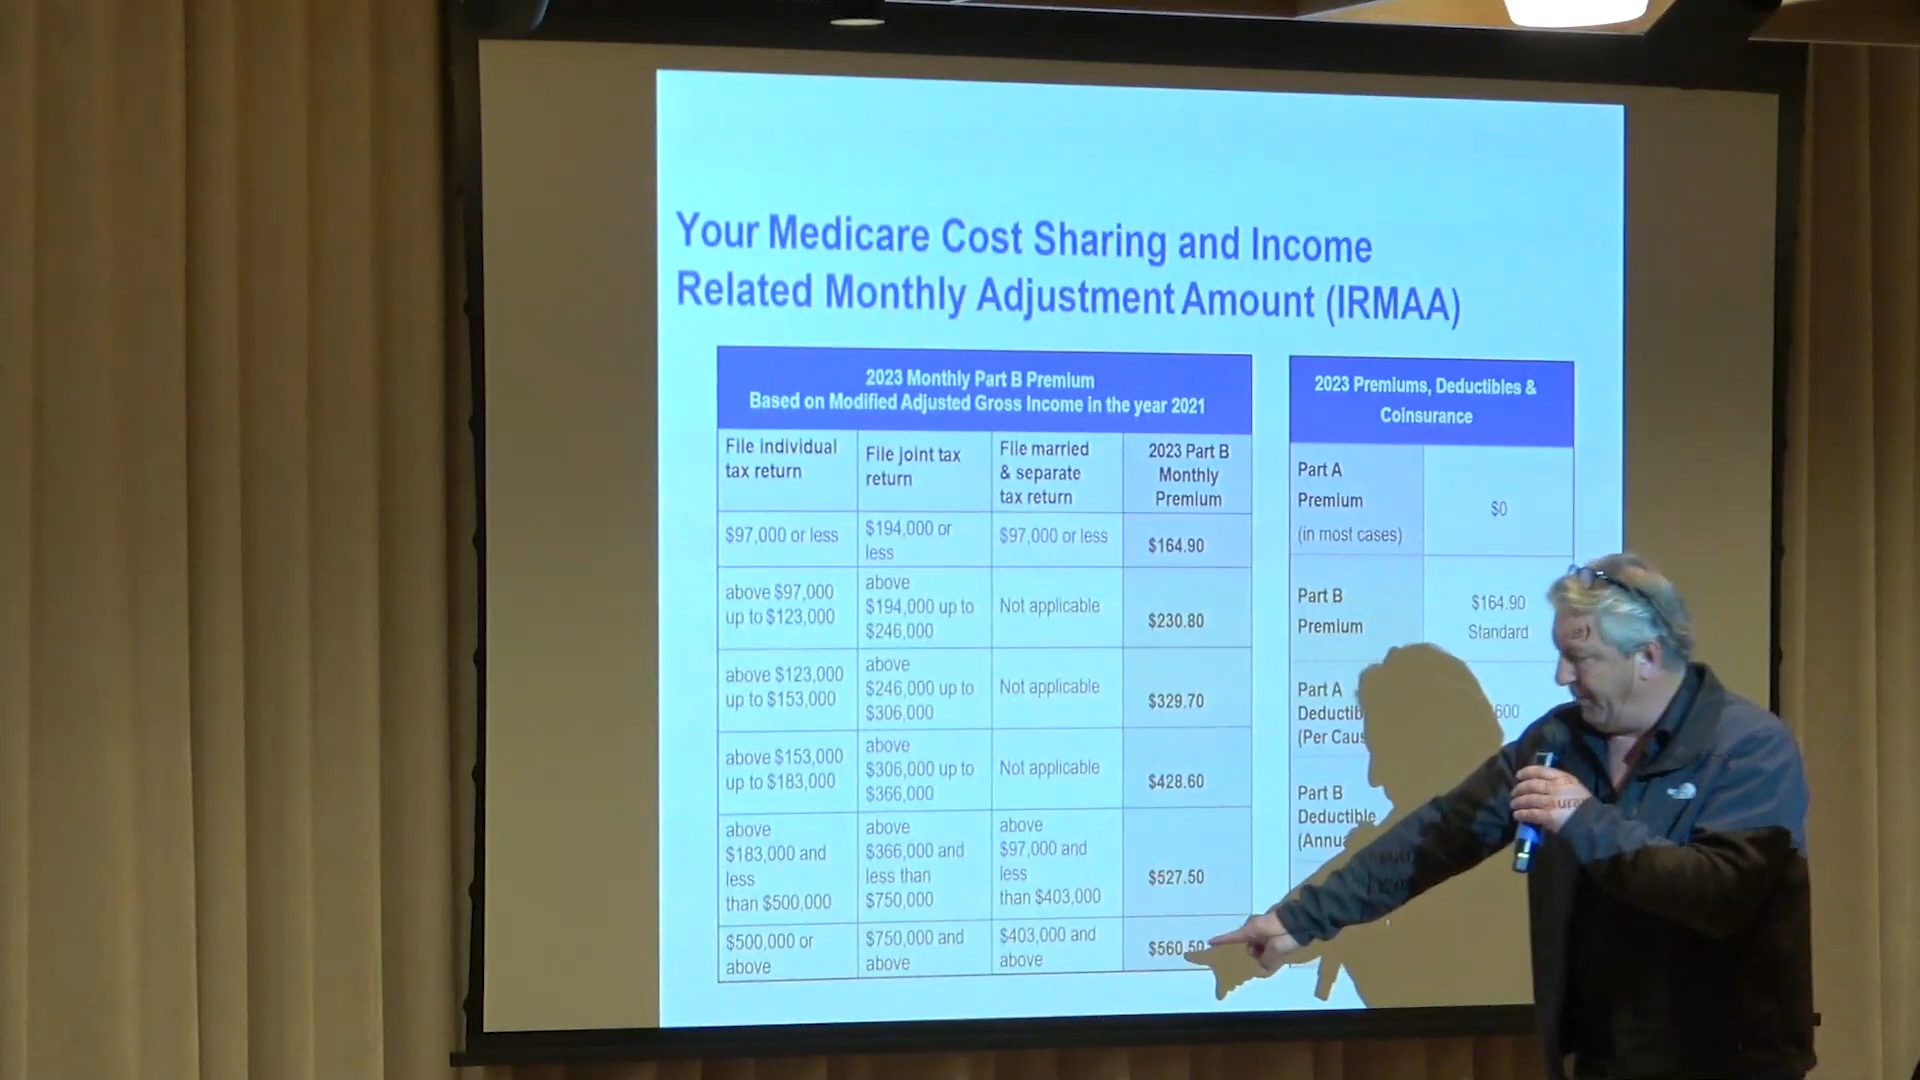 Your Medicare Cost Sharing and Income
Related Monthly Adjustment Amount (IRMAA)
2023 Monthly Part B Premium
Based on Modified Adjusted Gross Income in the year 2021
File individual
tax return
File joint tax
return
File married
& separate
tax return
2023 Part B
Monthly
Premium
$97,000 or less
$194,000 or
less
$97,000 or less
$164.90
above $97,000
up to $123,000
above
$194,000 up to
$246,000
Not applicable
$230.80
above $123,000
up to $153,000
above
$246,000 up to
$306,000
Not applicable
$329.70
above $153,000
up to $183,000
above
$306,000 up to
$366,000
Not applicable
$428.60
above
$183,000 and
less
than $500,000
above
$366,000 and
less than
$750,000
above
$97,000 and
less
than $403,000
$527.50
$500,000 or
above
$750,000 and
above
$403,000 and
above
$560.50
2023 Premiums, Deductibles &
Coinsurance
Part A
Premium
(in most cases)
$0
Part B
Premium
$164.90
Standard
Part A
(Per
600
Part B
Deductible